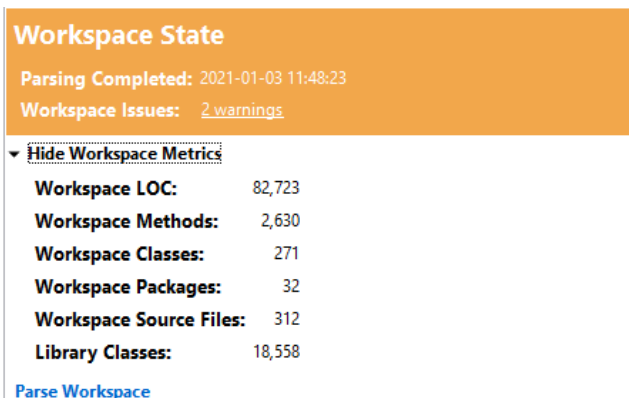 Workspace State
Parsing Completed: 2021-01-03 11:48:23
Workspace Issues: 2 warnings
Hide Workspace Metrics
Workspace LOC: 82,723
Workspace Methods: 2,630
Workspace Classes: 271
Workspace Packages: 32
Workspace Source Files: 312
Library Classes: 18,558
Parse Workspace